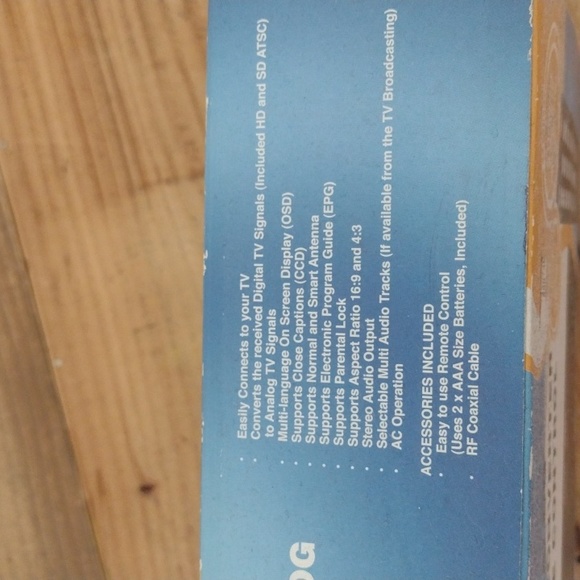 • Easily Connects to your TV
• Converts the received Digital TV Signals (Included HD and SD ATSC)
to Analog TV Signals
• Multi-language On Screen Display (OSD)
• Supports Close Captions (CCD)
• Supports Normal and Smart Antenna
• Supports Electronic Program Guide (EPG)
• Supports Parental Lock
• Supports Aspect Ratio 16:9 and 4:3
• Stereo Audio Output
• Selectable Multi Audio Tracks (If available from the TV Broadcasting)
• AC Operation
ACCESSORIES INCLUDED
• Easy to use Remote Control
(Uses 2 x AAA Size Batteries, Included)
• RF Coaxial Cable